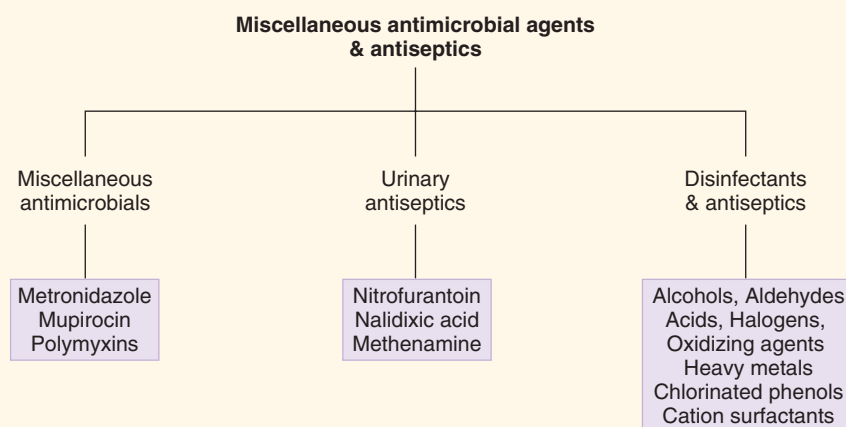 Miscellaneous antimicrobial agents
& antiseptics
Miscellaneous
antimicrobials
Urinary
antiseptics
Disinfectants
& antiseptics
Metronidazole
Mupirocin
Polymyxins
Nitrofurantoin
Nalidixic acid
Methenamine
Alcohols, Aldehydes
Acids, Halogens,
Oxidizing agents
Heavy metals
Chlorinated phenols
Cation surfactants